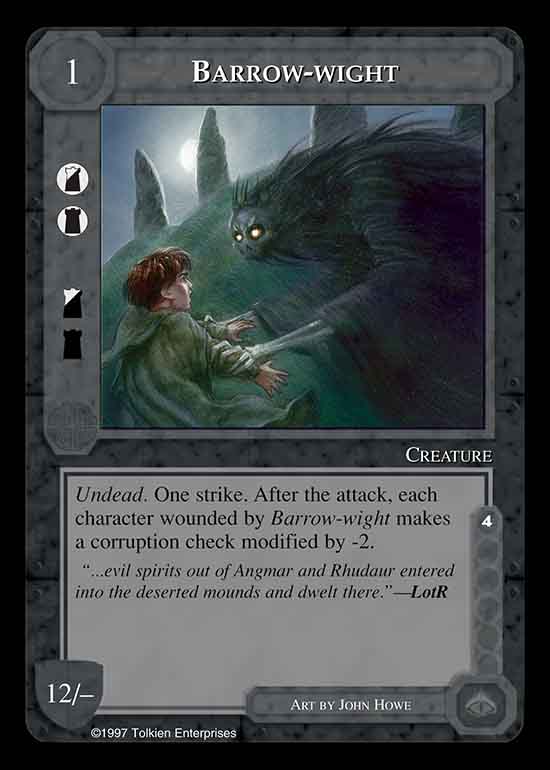 1
BARROW-WIGHT
CREATURE
Undead. One strike. After the attack, each
character wounded by Barrow-wight makes
a corruption check modified by -2.
4
“...evil spirits out of Angmar and Rhudaur entered
into the deserted mounds and dwelt there.”—LotR
12/–
ART BY JOHN HOWE
©1997 Tolkien Enterprises